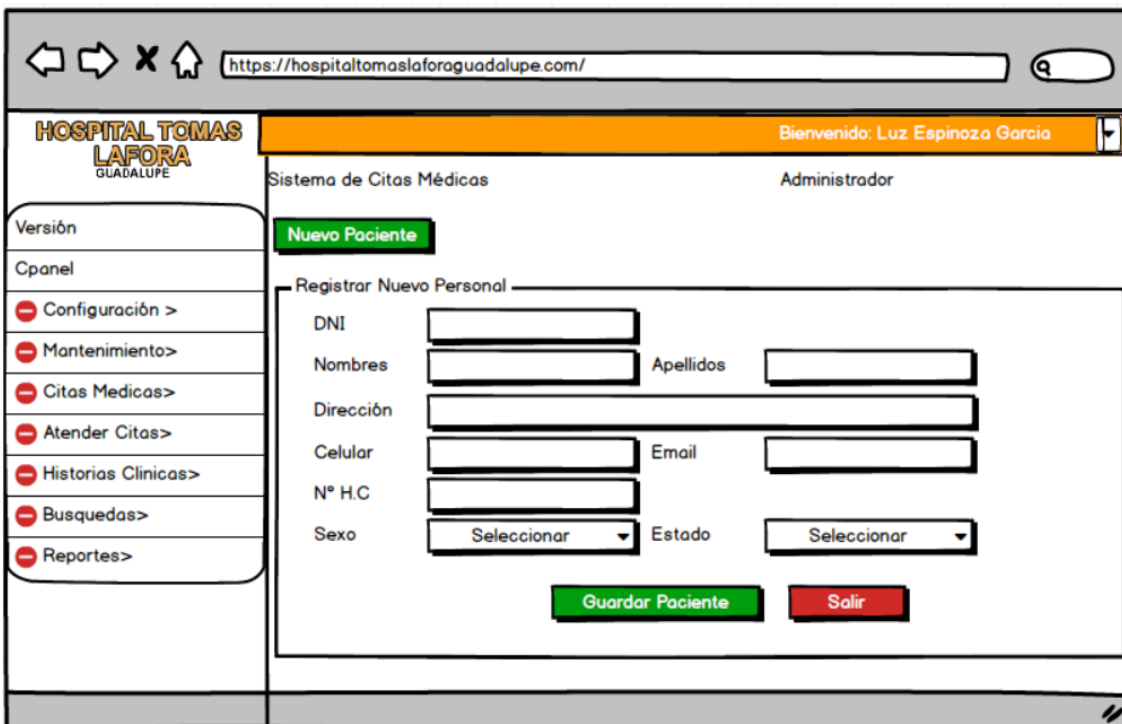 https://hospitaltomaslaforaguadalupe.com/
HOSPITAL TOMAS
LAFORA
GUADALUPE
Bienvenido: Luz Espinoza Garcia
Sistema de Citas Médicas
Administrador
Versión
Cpanel
Configuración >
Mantenimiento>
Citas Medicas>
Atender Citas>
Historias Clinicas>
Busquedas>
Reportes>
Nuevo Paciente
Registrar Nuevo Personal
DNI
Nombres Apellidos
Dirección
Celular Email
N° H.C
Sexo Seleccionar Estado Seleccionar
Guardar Paciente Salir